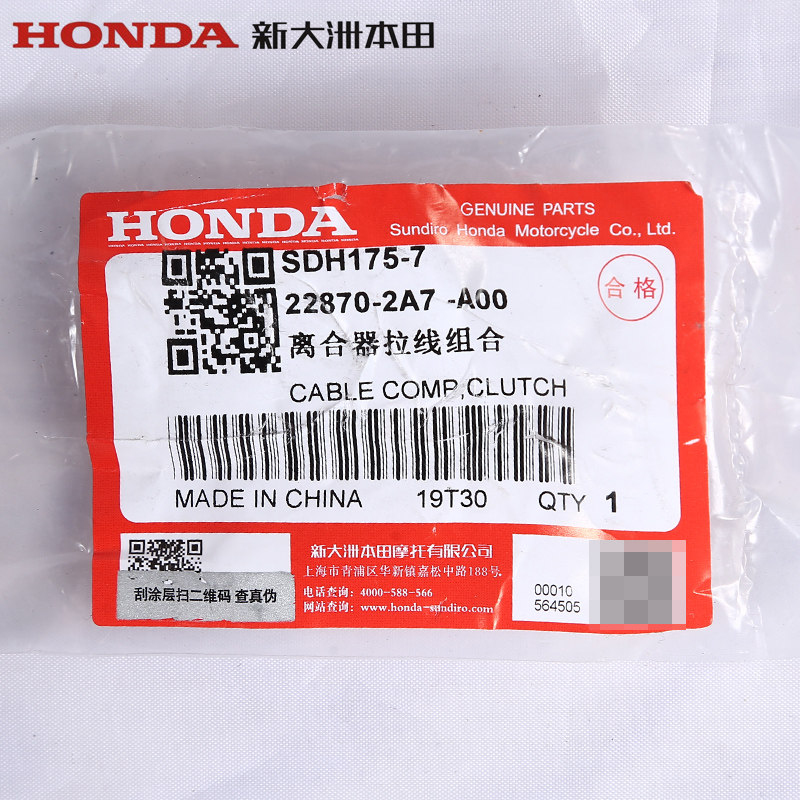 HONDA 新大洲本田
HONDA
GENUINE PARTS
Sundiro Honda Motorcycle Co., Ltd.
SDH175-7
22870-2A7 -A00
合格
离合器拉线组合
CABLE COMP,CLUTCH
MADE IN CHINA 19T30 QTY 1
新大洲本田摩托有限公司
上海市青浦区华新镇嘉松中路188号
电话查询：4000-588-566
网站查询：www.honda-sundiro.com
刮涂层扫二维码 查真伪
00010
564505